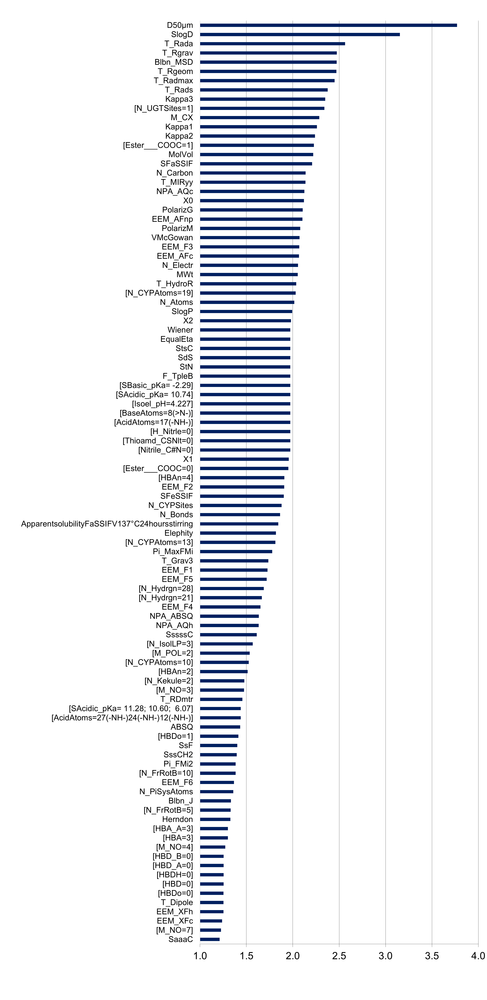 D50µm
SlogD
T_Rada
T_Rgrav
Blbn_MSD
T_Rgeom
T_Radmax
T_Rads
Kappa3
[N_UGTSites=1]
M_CX
Kappa1
Kappa2
[Ester___COOC=1]
MolVol
SFaSSIF
N_Carbon
T_MIRyy
NPA_AQc
X0
PolarizG
EEM_AFnp
PolarizM
VMcGowan
EEM_F3
EEM_AFc
N_Electr
MWt
T_HydroR
[N_CYPAtoms=19]
N_Atoms
SlogP
X2
Wiener
EqualEta
StsC
SdS
StN
F_TpleB
[SBasic_pKa= -2.29]
[SAcidic_pKa= 10.74]
[Isoel_pH=4.227]
[BaseAtoms=8(>N-)]
[AcidAtoms=17(-NH-)]
[H_Nitrle=0]
[Thioamd_CSNlt=0]
[Nitrile_C#N=0]
X1
[Ester___COOC=0]
[HBAn=4]
EEM_F2
SFeSSIF
N_CYPSites
N_Bonds
ApparentsolubilityFaSSIFV137°C24hoursstirring
Elephity
[N_CYPAtoms=13]
Pi_MaxFMi
T_Grav3
EEM_F1
EEM_F5
[N_Hydrgn=28]
[N_Hydrgn=21]
EEM_F4
NPA_ABSQ
NPA_AQh
SsssssC
[N_IsolLP=3]
[M_POL=2]
[N_CYPAtoms=10]
[HBAn=2]
[N_Kekule=2]
[M_NO=3]
T_RDmtr
[SAcidic_pKa= 11.28; 10.60;  6.07]
[AcidAtoms=27(-NH-)24(-NH-)12(-NH-)]
ABSQ
[HBDo=1]
SsF
SssCH2
Pi_FMi2
[N_FrRotB=10]
EEM_F6
N_PiSysAtoms
Blbn_J
[N_FrRotB=5]
Herndon
[HBA_A=3]
[HBA=3]
[M_NO=4]
[HBD_B=0]
[HBD_A=0]
[HBDH=0]
[HBD=0]
[HBDo=0]
T_Dipole
EEM_XFh
EEM_XFc
[M_NO=7]
SaaaC
1.0 1.5 2.0 2.5 3.0 3.5 4.0